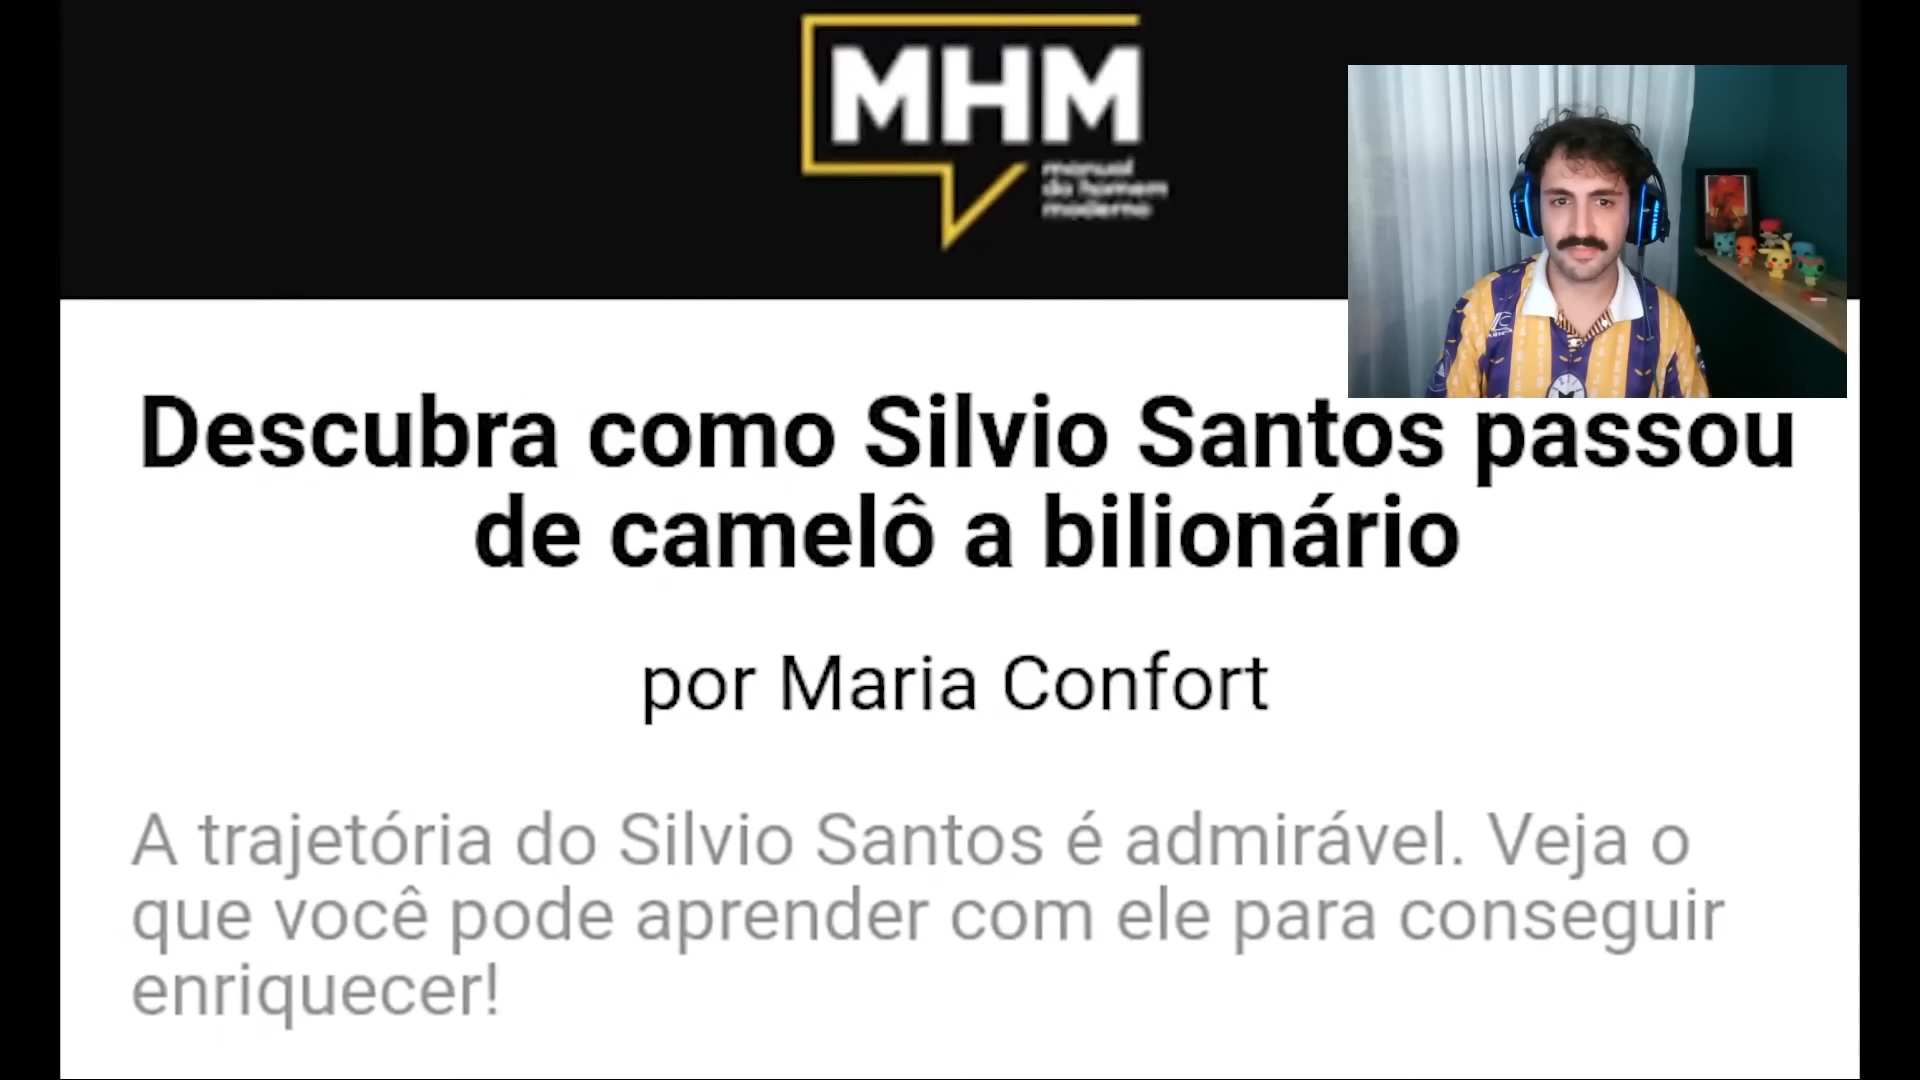 MHM
manual
do homem
moderno
Descubra como Silvio Santos passou
de camelô a bilionário
por Maria Confort
A trajetória do Silvio Santos é admirável. Veja o
que você pode aprender com ele para conseguir
enriquecer!